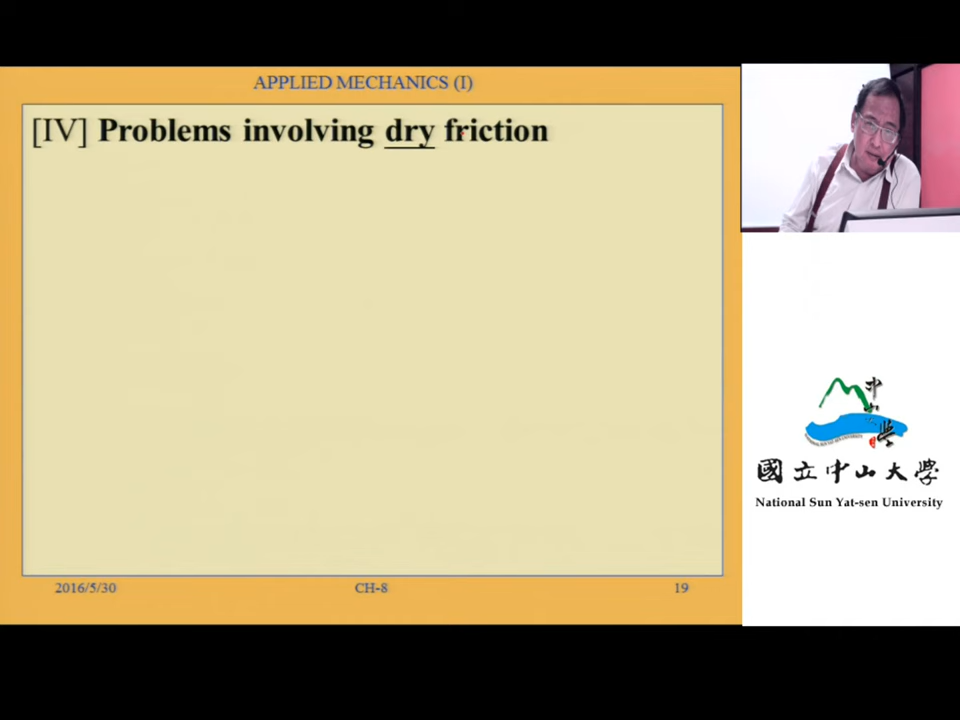 APPLIED MECHANICS (I)
[IV] Problems involving dry friction
2016/5/30
CH-8
19
國立中山大學
National Sun Yat-sen University